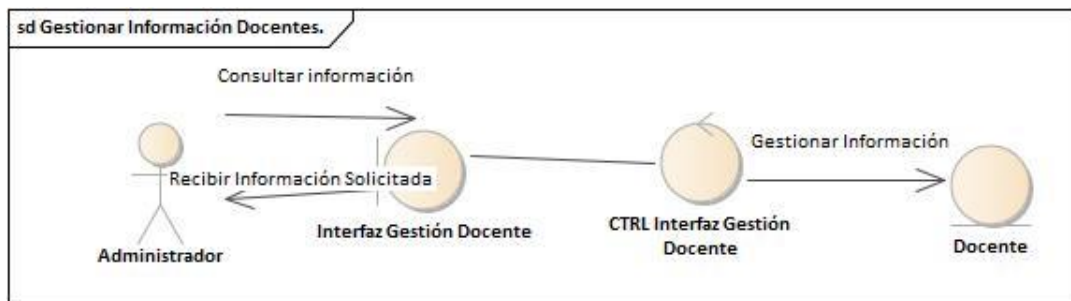 sd Gestionar Información Docentes.
Consultar información
Gestionar Información
Recibir Información Solicitada
Interfaz Gestión Docente
CTRL Interfaz Gestión
Docente
Administrador
Docente